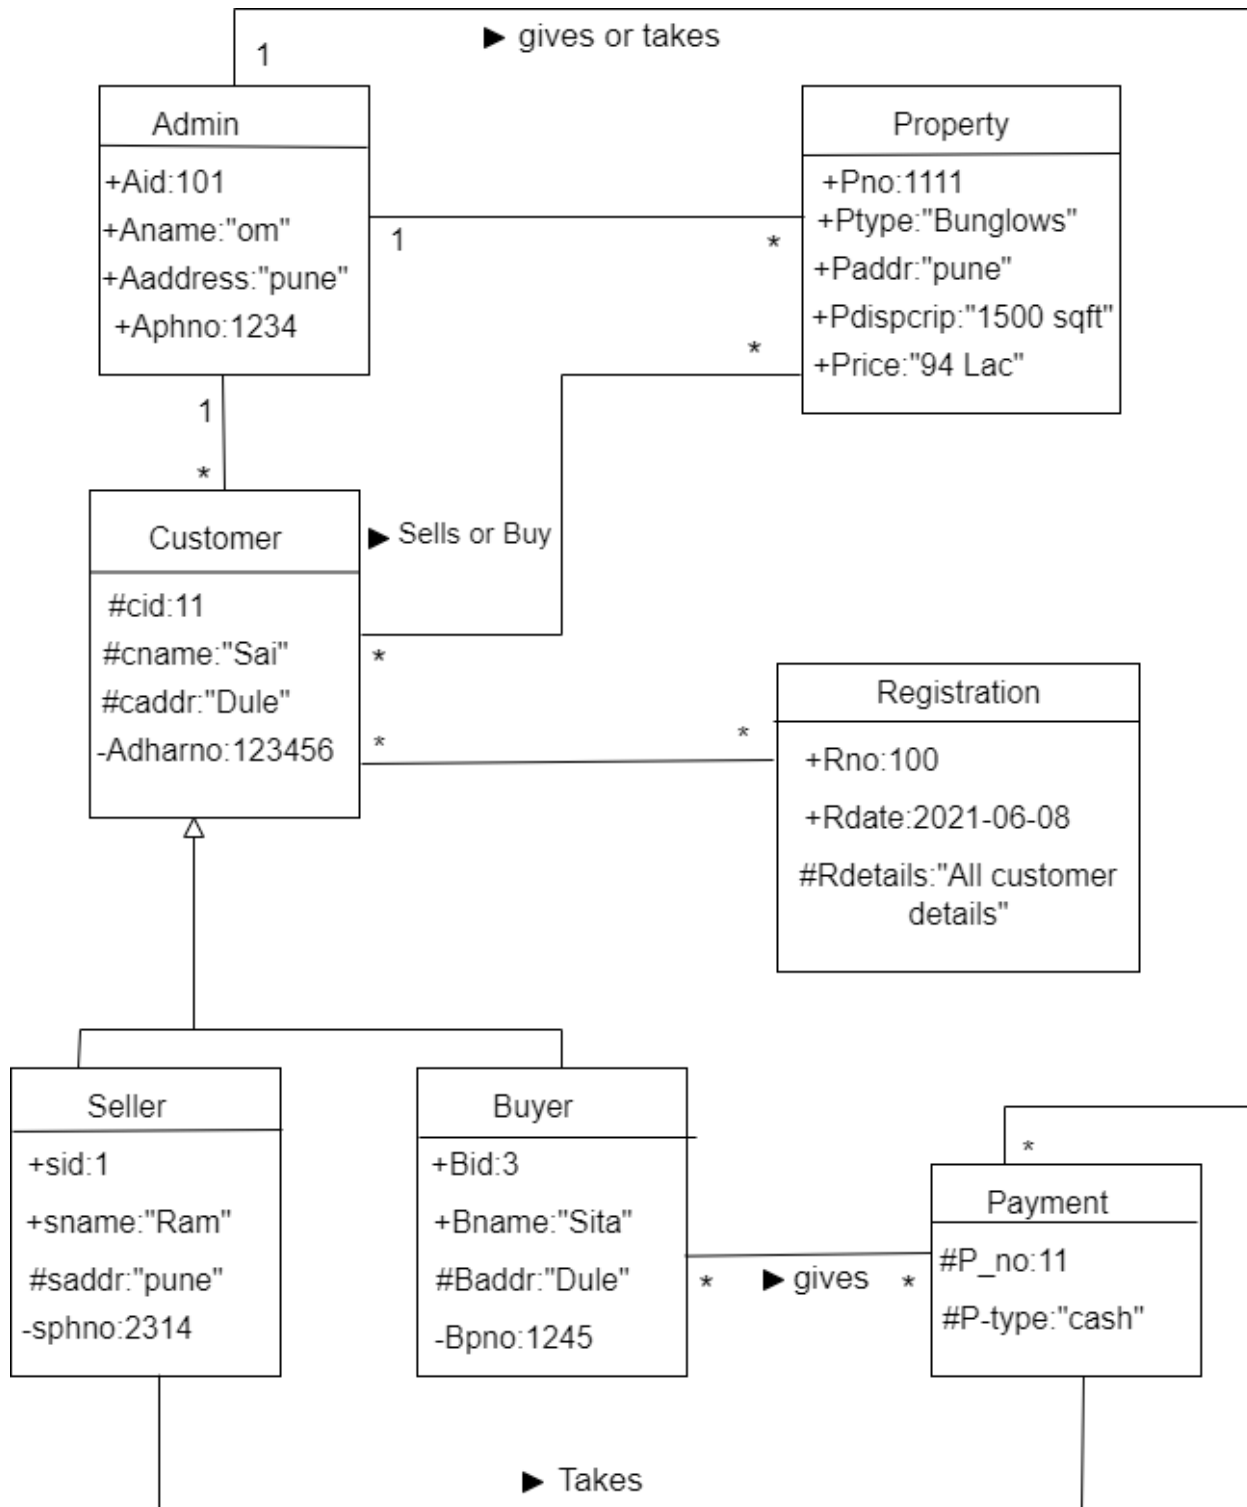 ► gives or takes
1
Admin
+Aid:101
+Aname:"om"
+Aaddress:"pune"
+Aphno:1234
Property
+Pno:1111
+Ptype:"Bunglows"
+Paddr:"pune"
+Pdispcrip:"1500 sqft"
+Price:"94 Lac"
1
*
*
1
*
Customer
#cid:11
#cname:"Sai"
#caddr:"Dule"
-Adharno:123456
► Sells or Buy
*
*
*
Registration
+Rno:100
+Rdate:2021-06-08
#Rdetails:"All customer
details"
Seller
+sid:1
+sname:"Ram"
#saddr:"pune"
-sphno:2314
Buyer
+Bid:3
+Bname:"Sita"
#Baddr:"Dule"
-Bpno:1245
*
► gives
*
*
Payment
#P_no:11
#P-type:"cash"
► Takes